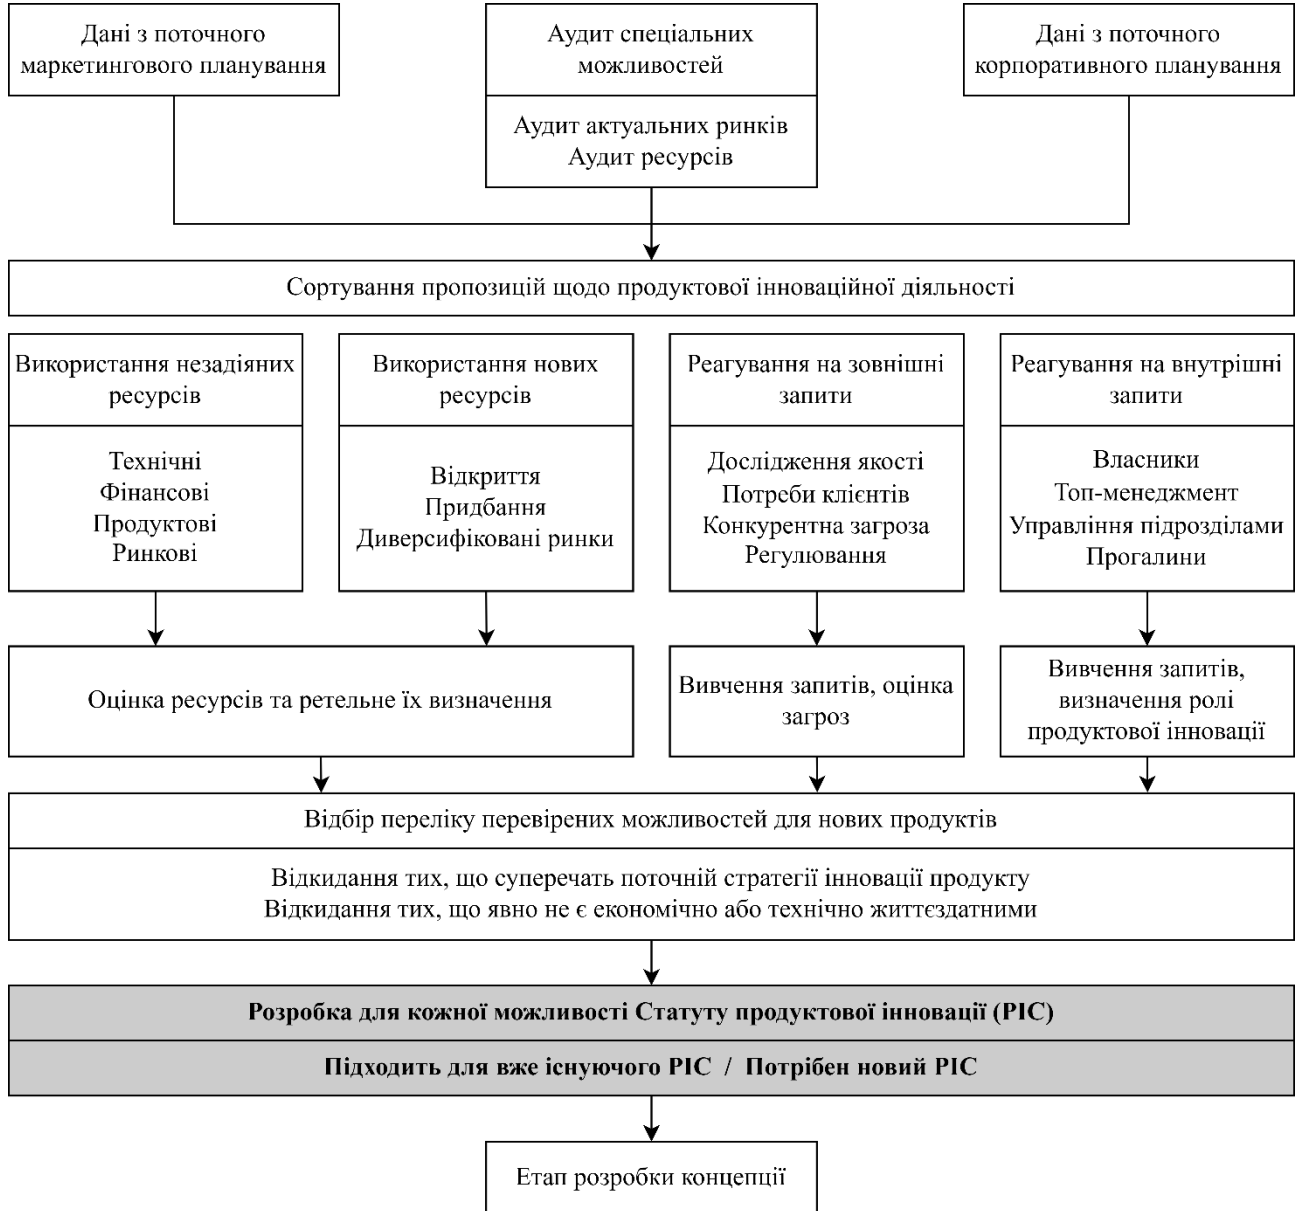 Дані з поточного
маркетингового планування
Аудит спеціальних
можливостей
Аудит актуальних ринків
Аудит ресурсів
Дані з поточного
корпоративного планування
Сортування пропозицій щодо продуктової інноваційної діяльності
Використання незадіяних
ресурсів
Технічні
Фінансові
Продуктові
Ринкові
Використання нових
ресурсів
Відкриття
Придбання
Диверсифіковані ринки
Реагування на зовнішні
запити
Дослідження якості
Потреби клієнтів
Конкурентна загроза
Регулювання
Реагування на внутрішні
запити
Власники
Топ-менеджмент
Управління підрозділами
Прогалини
Оцінка ресурсів та ретельне їх визначення
Вивчення запитів, оцінка
загроз
Вивчення запитів,
визначення ролі
продуктової інновації
Відбір переліку перевірених можливостей для нових продуктів
Відкидання тих, що суперечать поточній стратегії інновації продукту
Відкидання тих, що явно не є економічно або технічно життєздатними
Розробка для кожної можливості Статуту продуктової інновації (PIC)
Підходить для вже існуючого PIC / Потрібен новий PIC
Етап розробки концепції